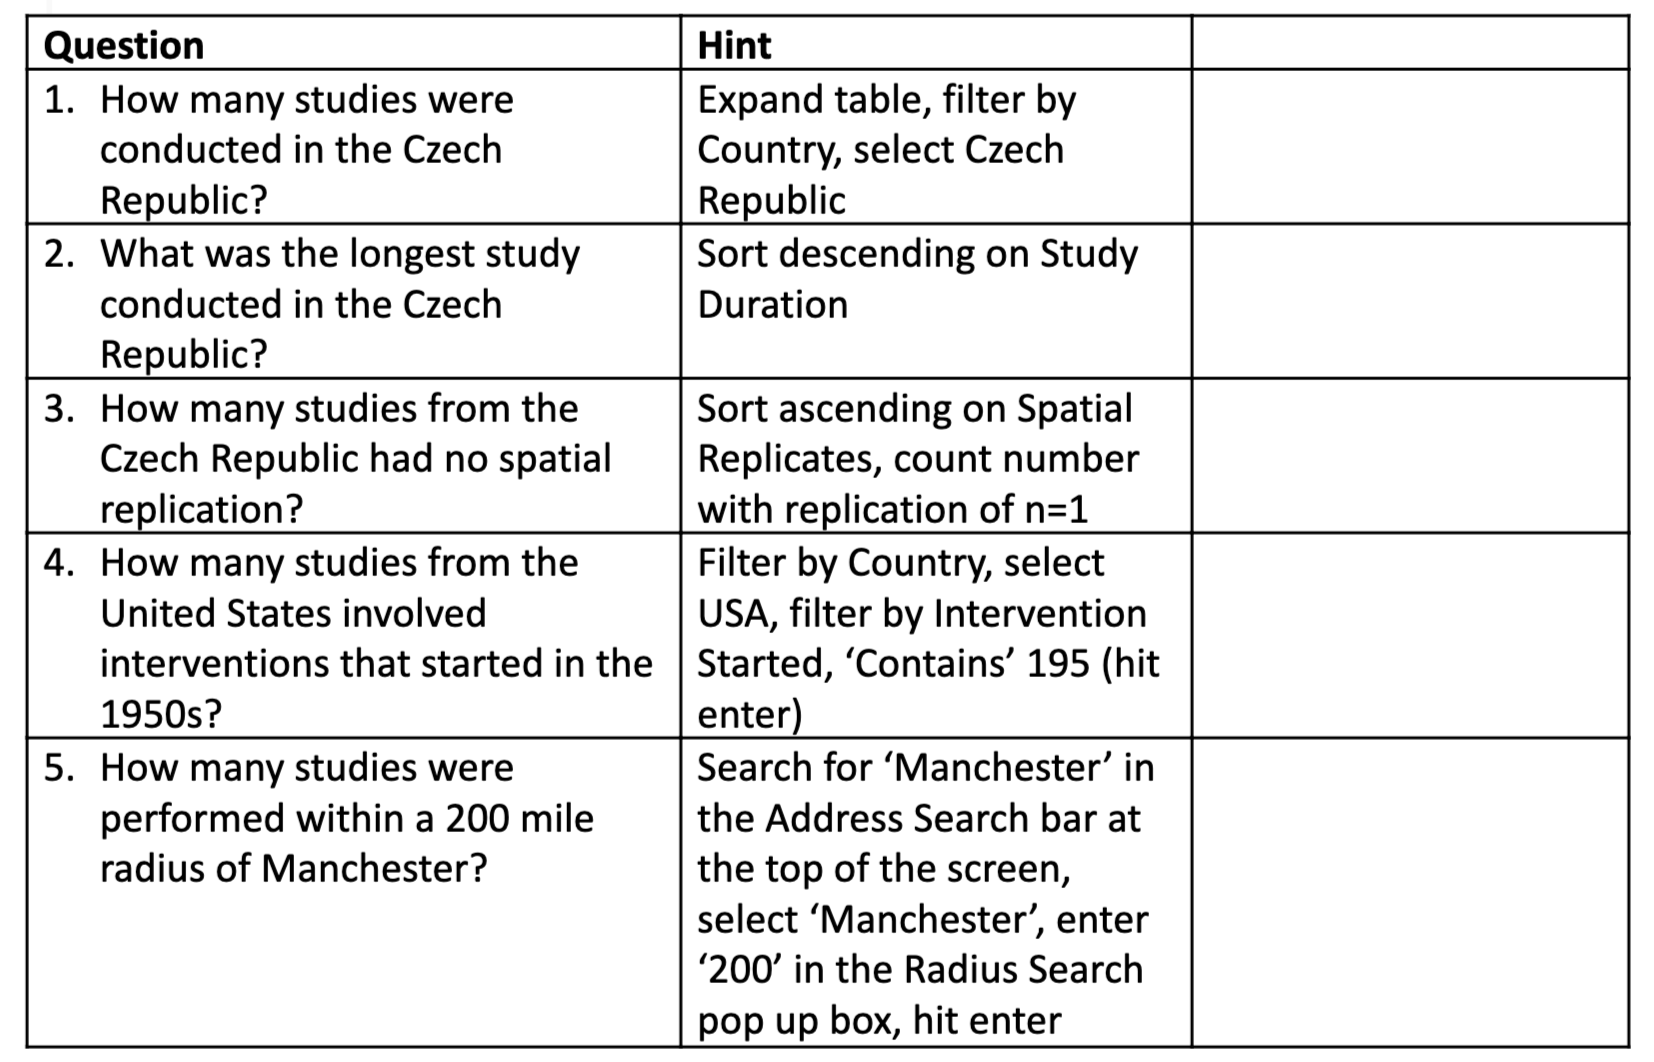 Question
Hint
1. How many studies were
conducted in the Czech
Republic?
Expand table, filter by
Country, select Czech
Republic
2. What was the longest study
conducted in the Czech
Republic?
Sort descending on Study
Duration
3. How many studies from the
Czech Republic had no spatial
replication?
Sort ascending on Spatial
Replicates, count number
with replication of n=1
4. How many studies from the
United States involved
interventions that started in the
1950s?
Filter by Country, select
USA, filter by Intervention
Started, ‘Contains’ 195 (hit
enter)
5. How many studies were
performed within a 200 mile
radius of Manchester?
Search for ‘Manchester’ in
the Address Search bar at
the top of the screen,
select ‘Manchester’, enter
‘200’ in the Radius Search
pop up box, hit enter